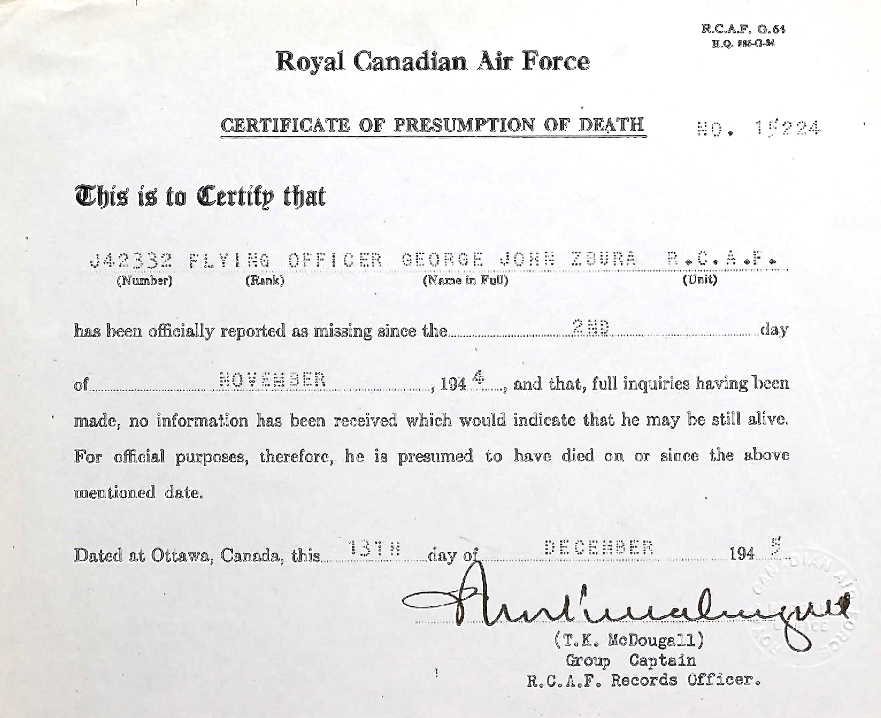 R.C.A.F. G.64
H.Q. 885-G-64
Royal Canadian Air Force
CERTIFICATE OF PRESUMPTION OF DEATH NO. 15224
This is to Certify that
J42332 FLYING OFFICER GEORGE JOHN ZBURA R.C.A.F.
(Number) (Rank) (Name in Full) (Unit)
has been officially reported as missing since the 2ND day
of NOVEMBER, 1944, and that, full inquiries having been
made, no information has been received which would indicate that he may be still alive.
For official purposes, therefore, he is presumed to have died on or since the above
mentioned date.
Dated at Ottawa, Canada, this 13TH day of DECEMBER 1945
(T.K. McDougall)
Group Captain
R.C.A.F. Records Officer.